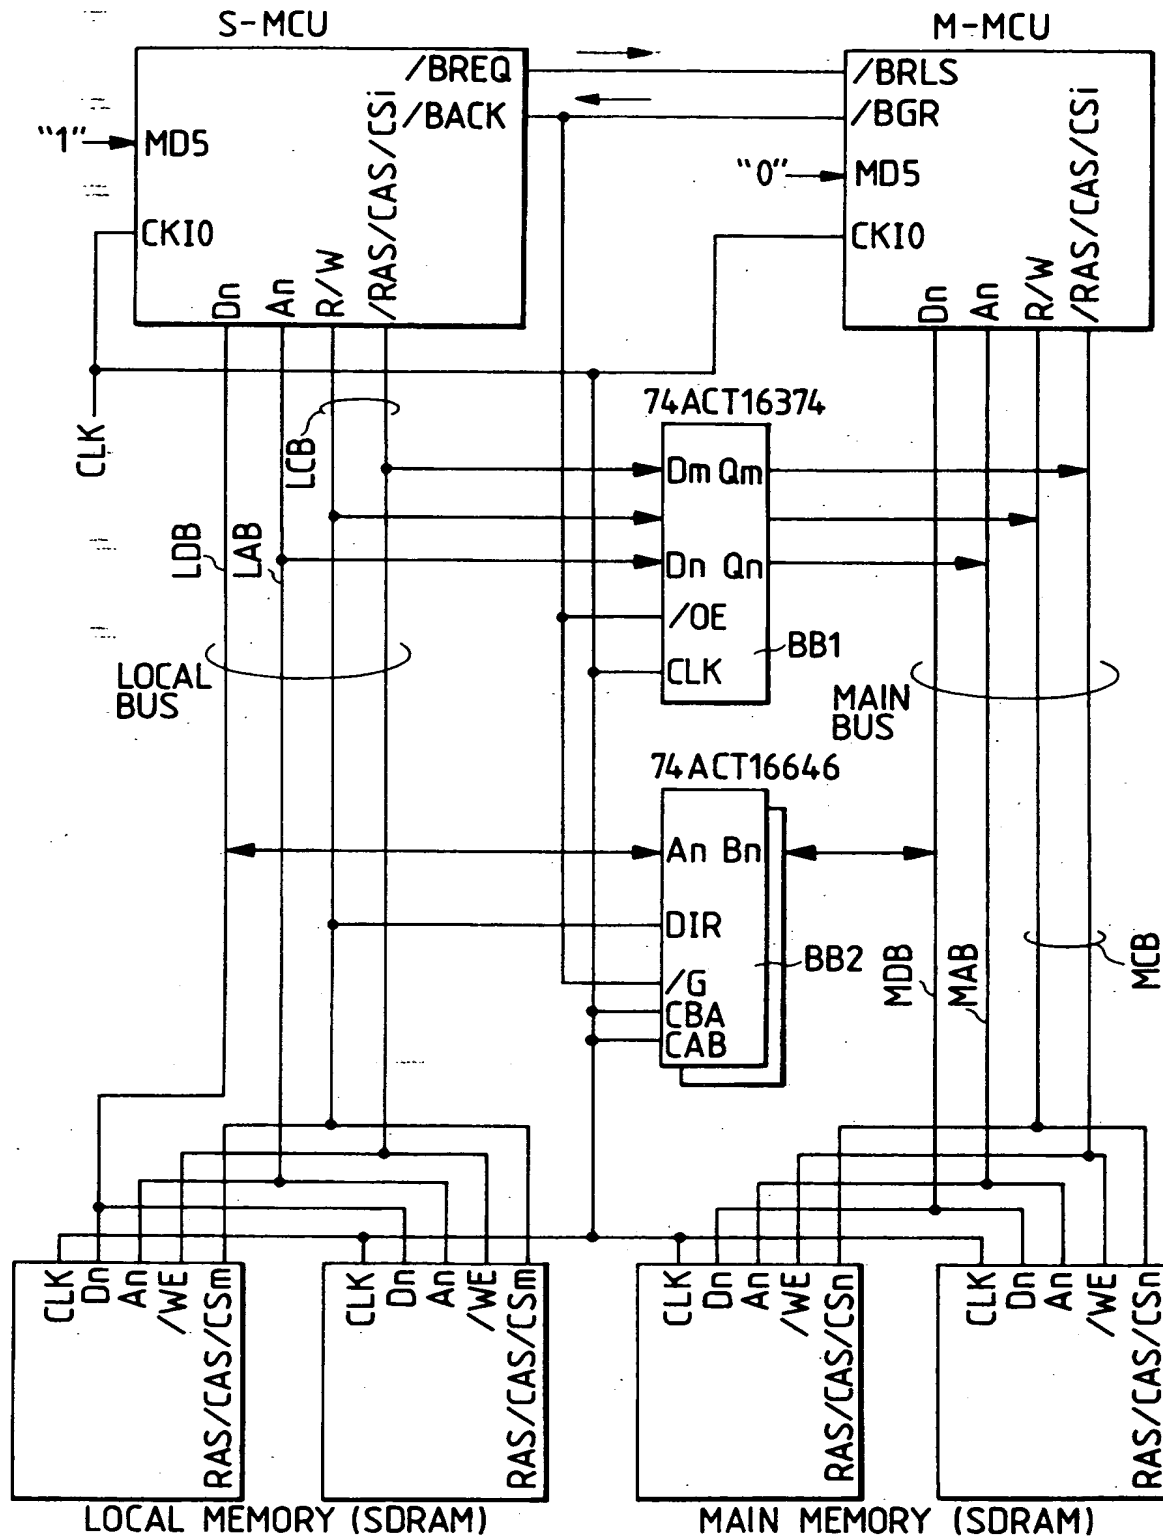 S-MCU
M-MCU
/BREQ
/BACK
/BRLS
/BGR
"1"
MD5
"0"
MD5
CKIO
CKIO
Dn
An
R/W
/RAS/CAS/CSi
Dn
An
R/W
/RAS/CAS/CSi
CLK
LCB
74ACT16374
Dm Qm
Dn Qn
/OE
CLK
BB1
LDB
LAB
LOCAL
BUS
MAIN
BUS
74ACT16646
An Bn
DIR
/G
CBA
CAB
BB2
MDB
MAB
MCB
CLK
Dn
An
/WE
RAS/CAS/CSm
CLK
Dn
An
/WE
RAS/CAS/CSm
CLK
Dn
An
/WE
RAS/CAS/CSn
CLK
Dn
An
/WE
RAS/CAS/CSn
LOCAL MEMORY (SDRAM)
MAIN MEMORY (SDRAM)